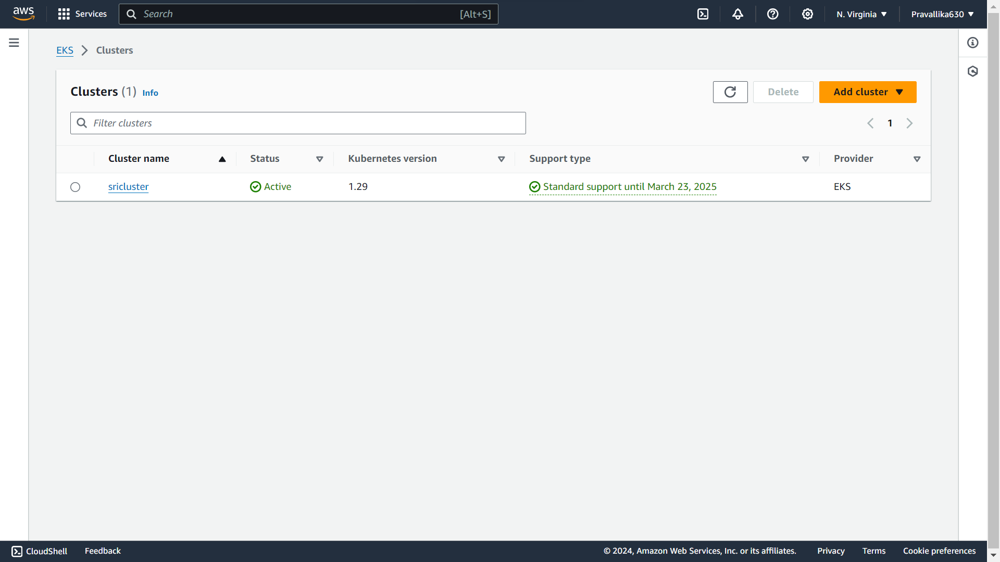 aws
Services
Search
[Alt+S]
N. Virginia
Pravallika630
EKS
Clusters
Clusters (1) Info
Delete
Add cluster
Filter clusters
1
Cluster name
Status
Kubernetes version
Support type
Provider
sricluster
Active
1.29
Standard support until March 23, 2025
EKS
CloudShell
Feedback
© 2024, Amazon Web Services, Inc. or its affiliates.
Privacy
Terms
Cookie preferences